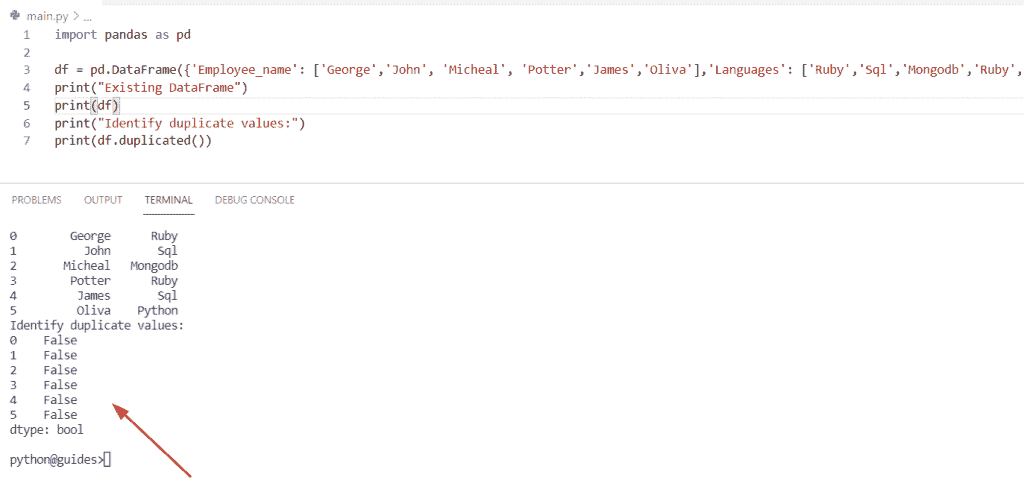 main.py > ...
1 import pandas as pd
2
3 df = pd.DataFrame({'Employee_name': ['George','John', 'Micheal', 'Potter','James','Oliva'],'Languages': ['Ruby','Sql','Mongodb','Ruby',
4 print("Existing DataFrame")
5 print(df)
6 print("Identify duplicate values:")
7 print(df.duplicated())
PROBLEMS OUTPUT TERMINAL DEBUG CONSOLE
0 George Ruby
1 John Sql
2 Micheal Mongodb
3 Potter Ruby
4 James Sql
5 Oliva Python
Identify duplicate values:
0 False
1 False
2 False
3 False
4 False
5 False
dtype: bool
python@guides>